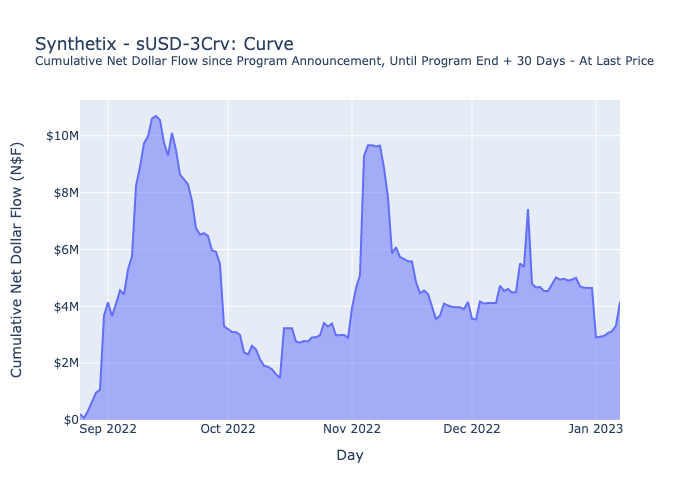 Synthetix - sUSD-3Crv: Curve
Cumulative Net Dollar Flow since Program Announcement, Until Program End + 30 Days - At Last Price
Cumulative Net Dollar Flow (N$F)
$10M
$8M
$6M
$4M
$2M
$0
Sep 2022 Oct 2022 Nov 2022 Dec 2022 Jan 2023
Day